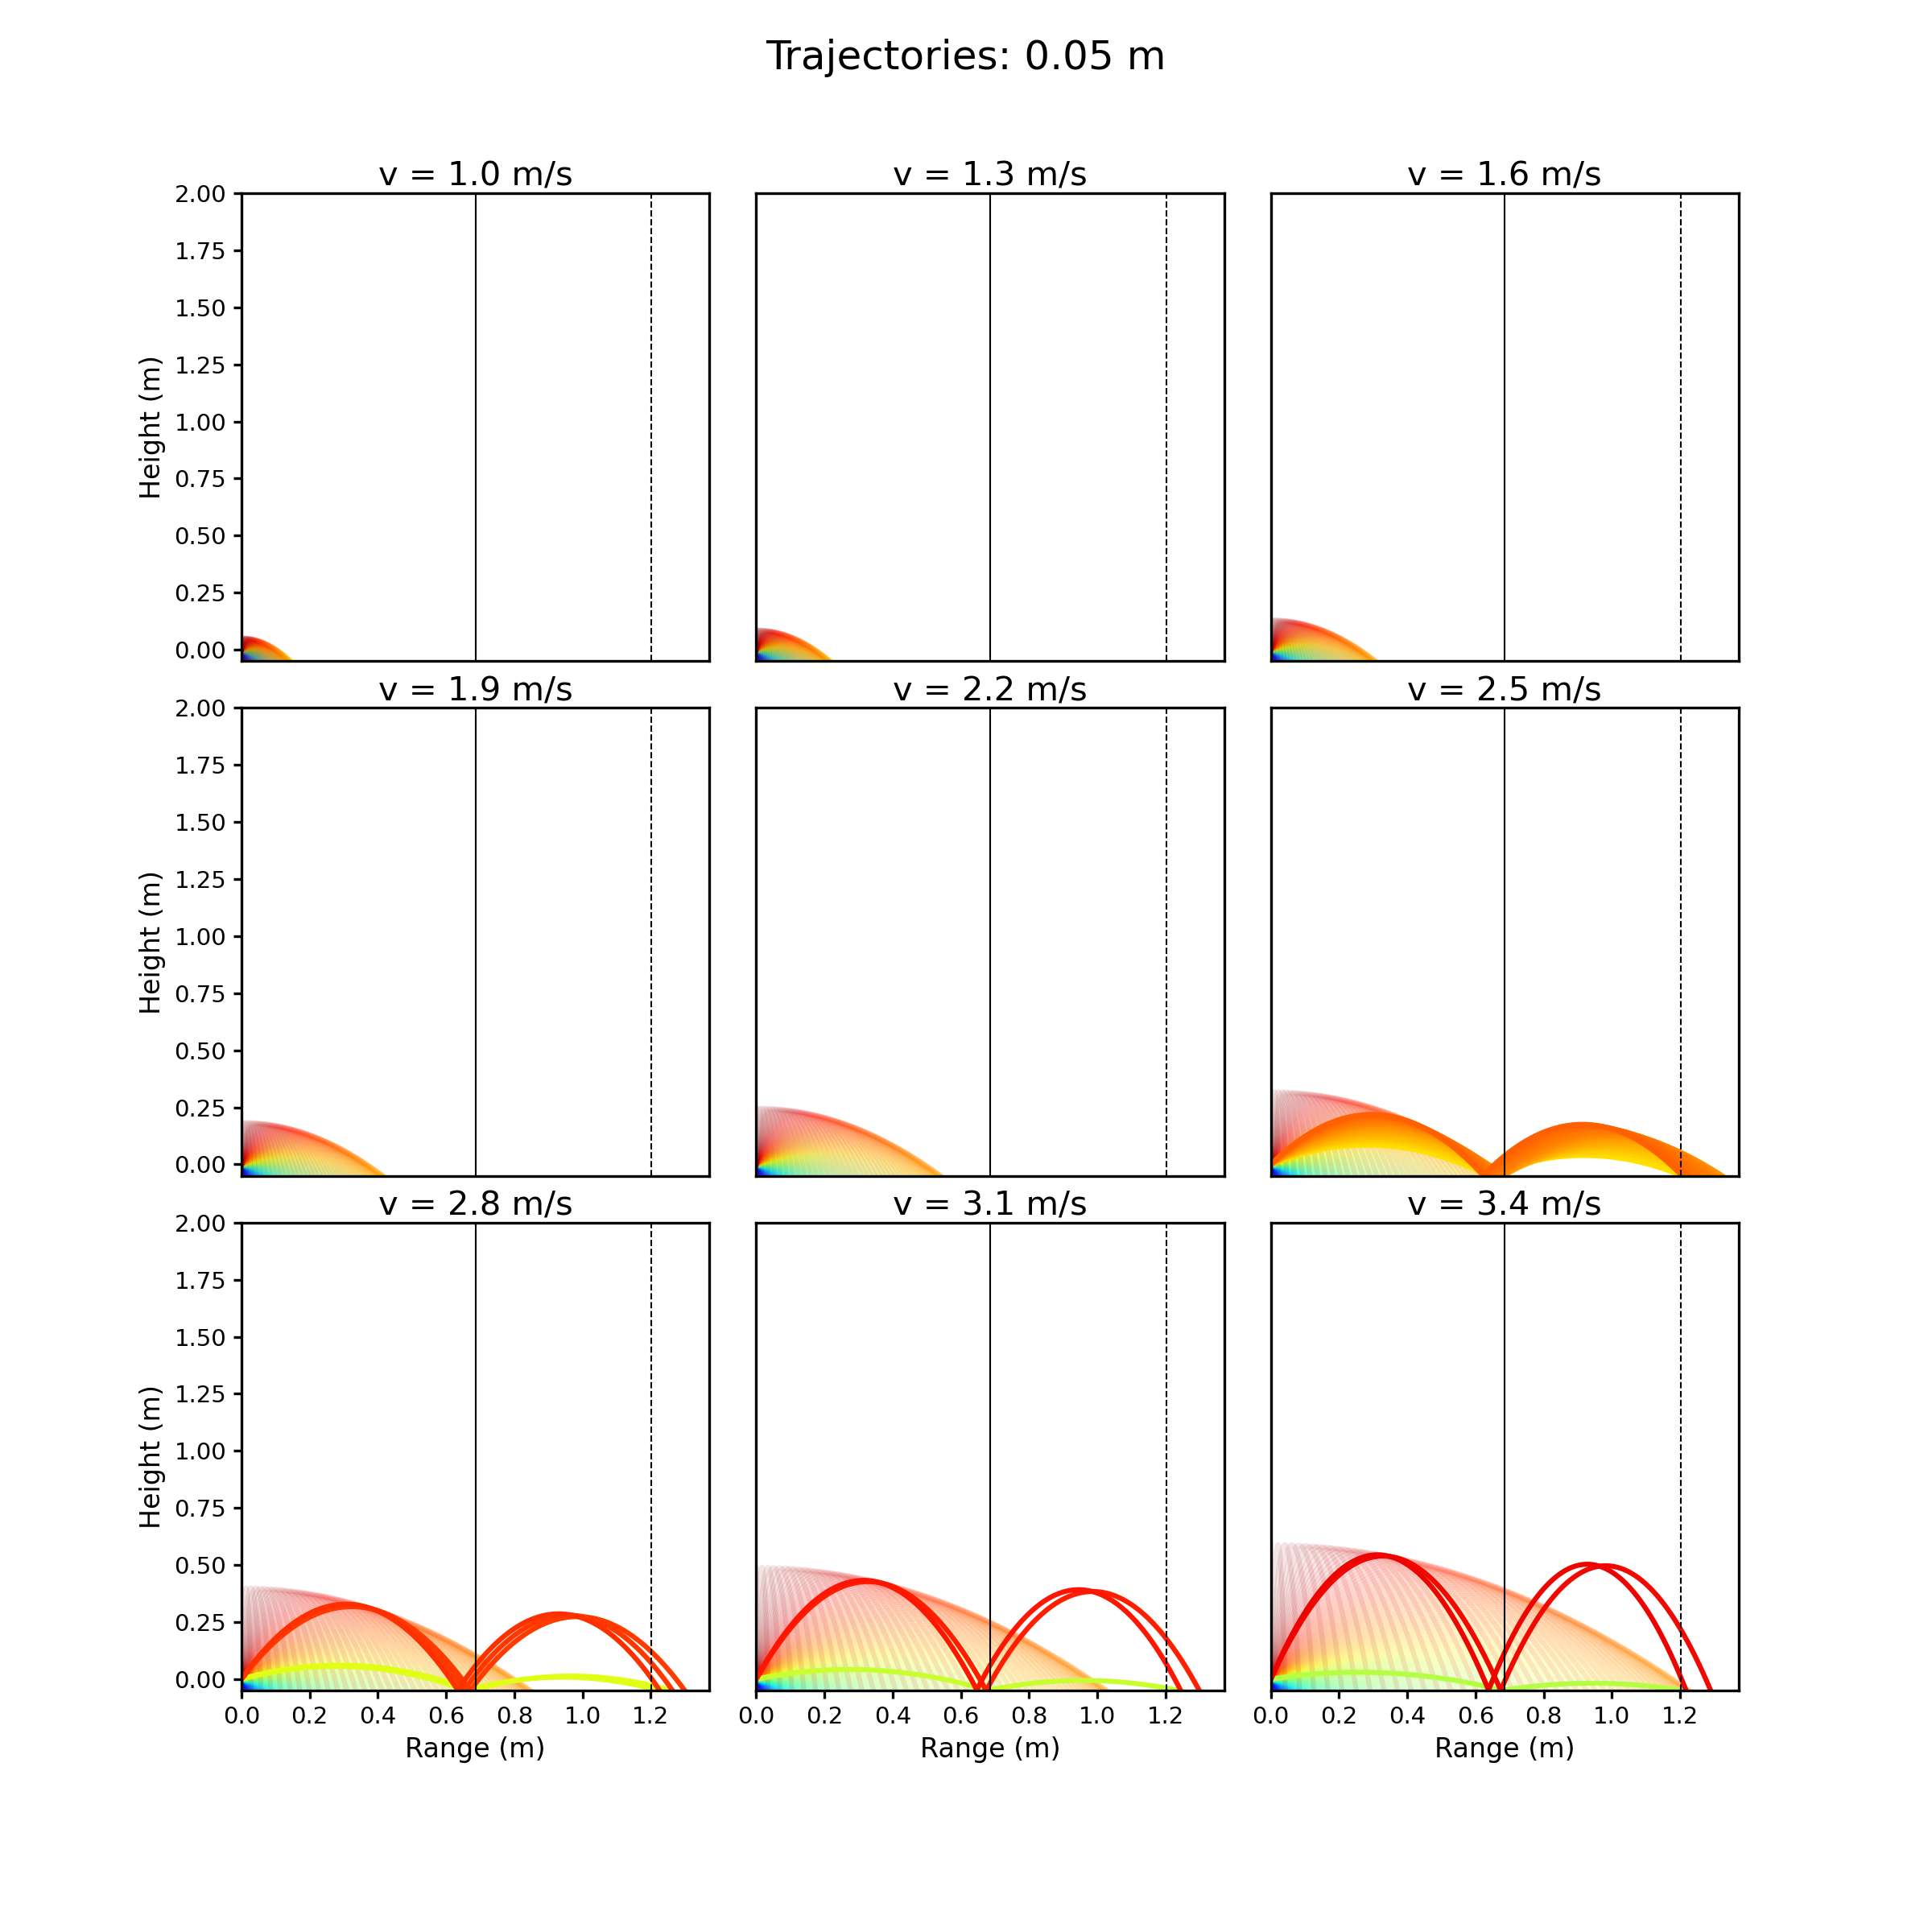 Trajectories: 0.05 m
v = 1.0 m/s
v = 1.3 m/s
v = 1.6 m/s
Height (m)
2.00
1.75
1.50
1.25
1.00
0.75
0.50
0.25
0.00
v = 1.9 m/s
v = 2.2 m/s
v = 2.5 m/s
Height (m)
2.00
1.75
1.50
1.25
1.00
0.75
0.50
0.25
0.00
v = 2.8 m/s
v = 3.1 m/s
v = 3.4 m/s
Height (m)
2.00
1.75
1.50
1.25
1.00
0.75
0.50
0.25
0.00
0.0 0.2 0.4 0.6 0.8 1.0 1.2
0.0 0.2 0.4 0.6 0.8 1.0 1.2
0.0 0.2 0.4 0.6 0.8 1.0 1.2
Range (m)
Range (m)
Range (m)